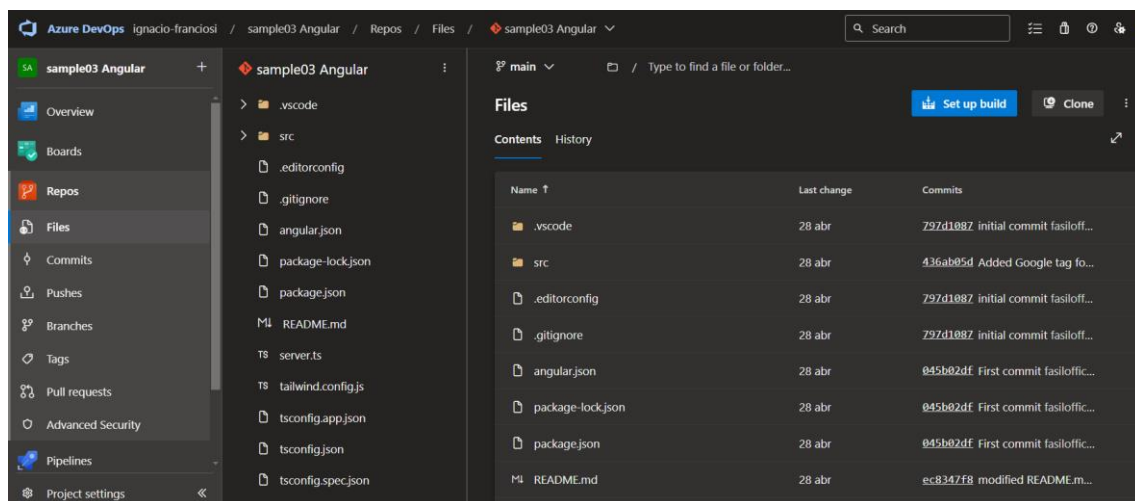 Azure DevOps ignacio-franciosi / sample03 Angular / Repos / Files / sample03 Angular
Search
SA sample03 Angular +
Overview
Boards
Repos
Files
Commits
Pushes
Branches
Tags
Pull requests
Advanced Security
Pipelines
Project settings
sample03 Angular
.vscode
src
.editorconfig
.gitignore
angular.json
package-lock.json
package.json
M↓ README.md
TS server.ts
TS tailwind.config.js
tsconfig.app.json
tsconfig.json
tsconfig.spec.json
main / Type to find a file or folder...
Files
Set up build Clone
Contents History
Name ↑ Last change Commits
.vscode 28 abr 797d1087 initial commit fasiloff...
src 28 abr 436ab05d Added Google tag fo...
.editorconfig 28 abr 797d1087 initial commit fasiloff...
.gitignore 28 abr 797d1087 initial commit fasiloff...
angular.json 28 abr 045b02df First commit fasiloffic...
package-lock.json 28 abr 045b02df First commit fasiloffic...
package.json 28 abr 045b02df First commit fasiloffic...
M↓ README.md 28 abr ec8347f8 modified README.m...